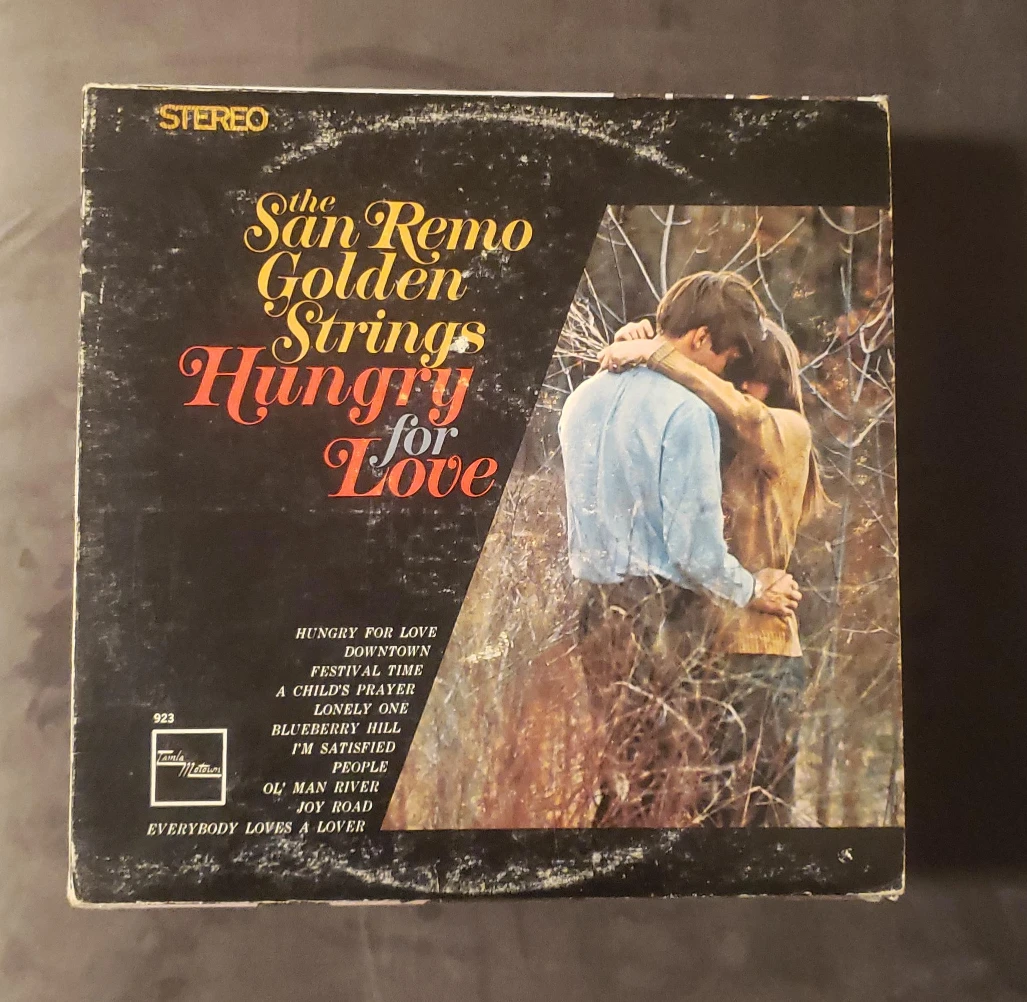 STEREO
the
San Remo
Golden
Strings
Hungry
for
Love
HUNGRY FOR LOVE
DOWNTOWN
FESTIVAL TIME
A CHILD'S PRAYER
LONELY ONE
BLUEBERRY HILL
I'M SATISFIED
PEOPLE
OL' MAN RIVER
JOY ROAD
EVERYBODY LOVES A LOVER
923
Tamla
Motown